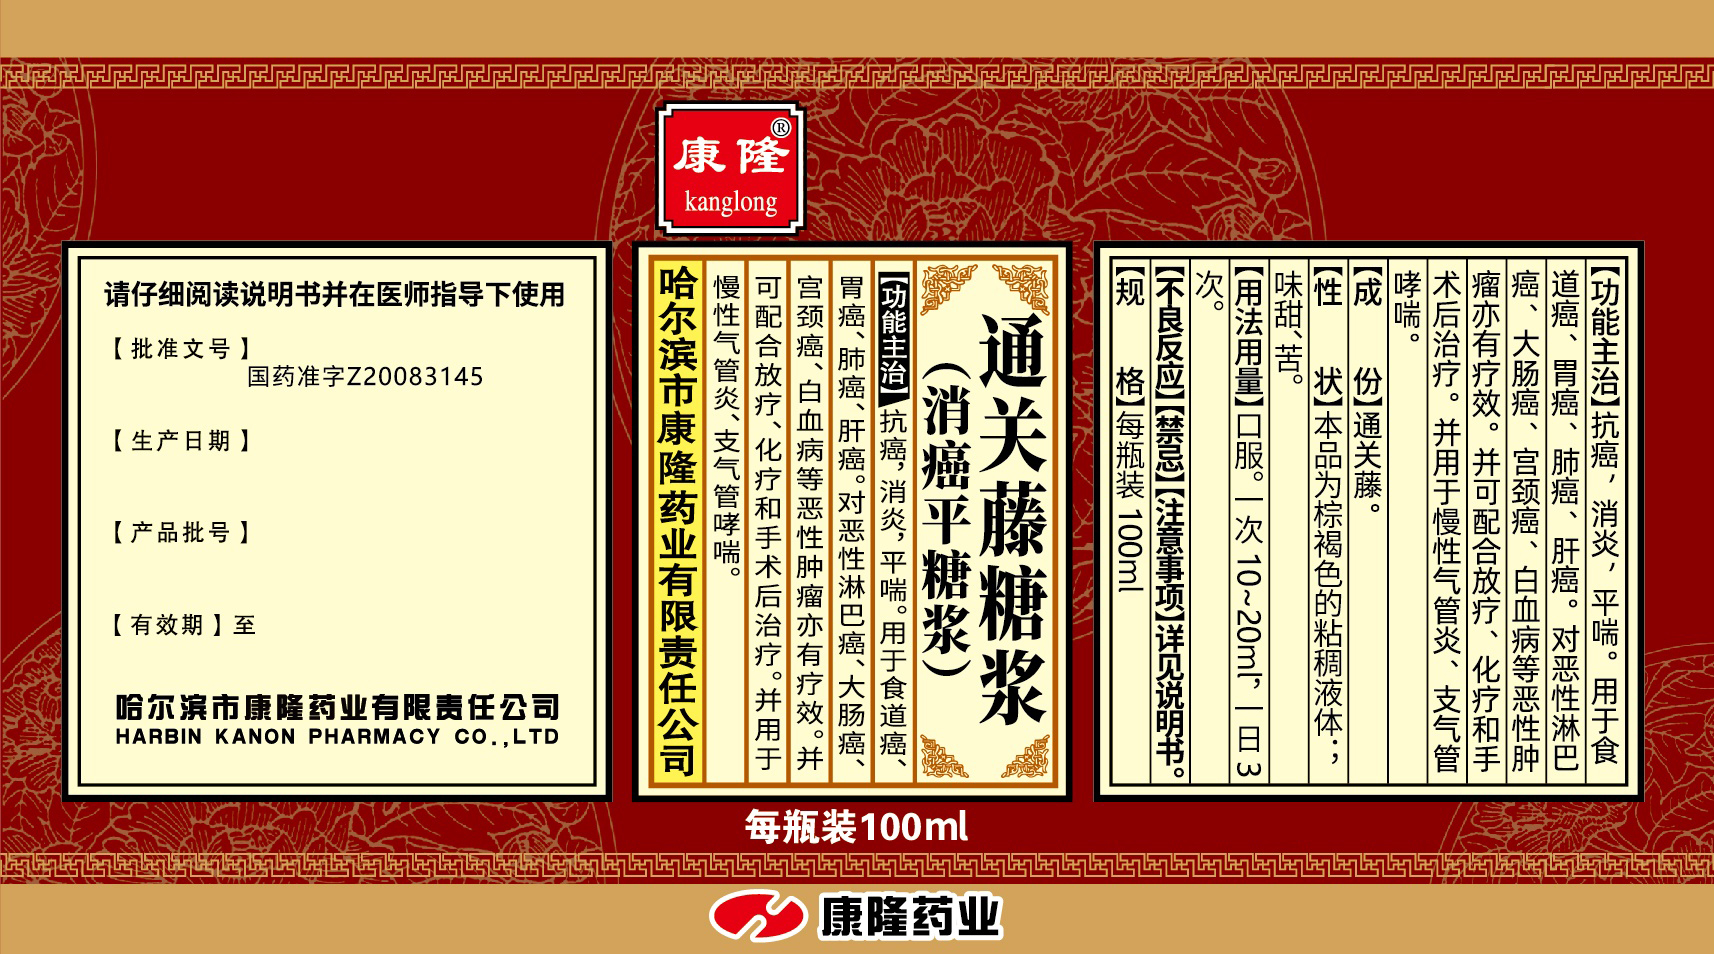 康隆®
kanglong
请仔细阅读说明书并在医师指导下使用
【批准文号】
国药准字Z20083145
【生产日期】
【产品批号】
【有效期】至
哈尔滨市康隆药业有限责任公司
HARBIN KANON PHARMACY CO.,LTD
通关藤糖浆
（消癌平糖浆）
【功能主治】抗癌，消炎，平喘。用于食道癌、
胃癌、肺癌、肝癌。对恶性淋巴癌、大肠癌、
宫颈癌、白血病等恶性肿瘤亦有疗效。并
可配合放疗、化疗和手术后治疗。并用于
慢性气管炎、支气管哮喘。
哈尔滨市康隆药业有限责任公司
【功能主治】抗癌，消炎，平喘。用于食
道癌、胃癌、肺癌、肝癌。对恶性淋巴
癌、大肠癌、宫颈癌、白血病等恶性肿
瘤亦有疗效。并可配合放疗、化疗和手
术后治疗。并用于慢性气管炎、支气管
哮喘。
【成份】通关藤。
【性状】本品为棕褐色的粘稠液体；
味甜、苦。
【用法用量】口服。一次10~20ml，一日3
次。
【不良反应】【禁忌】【注意事项】详见说明书。
【规格】每瓶装100ml
每瓶装100ml
康隆药业